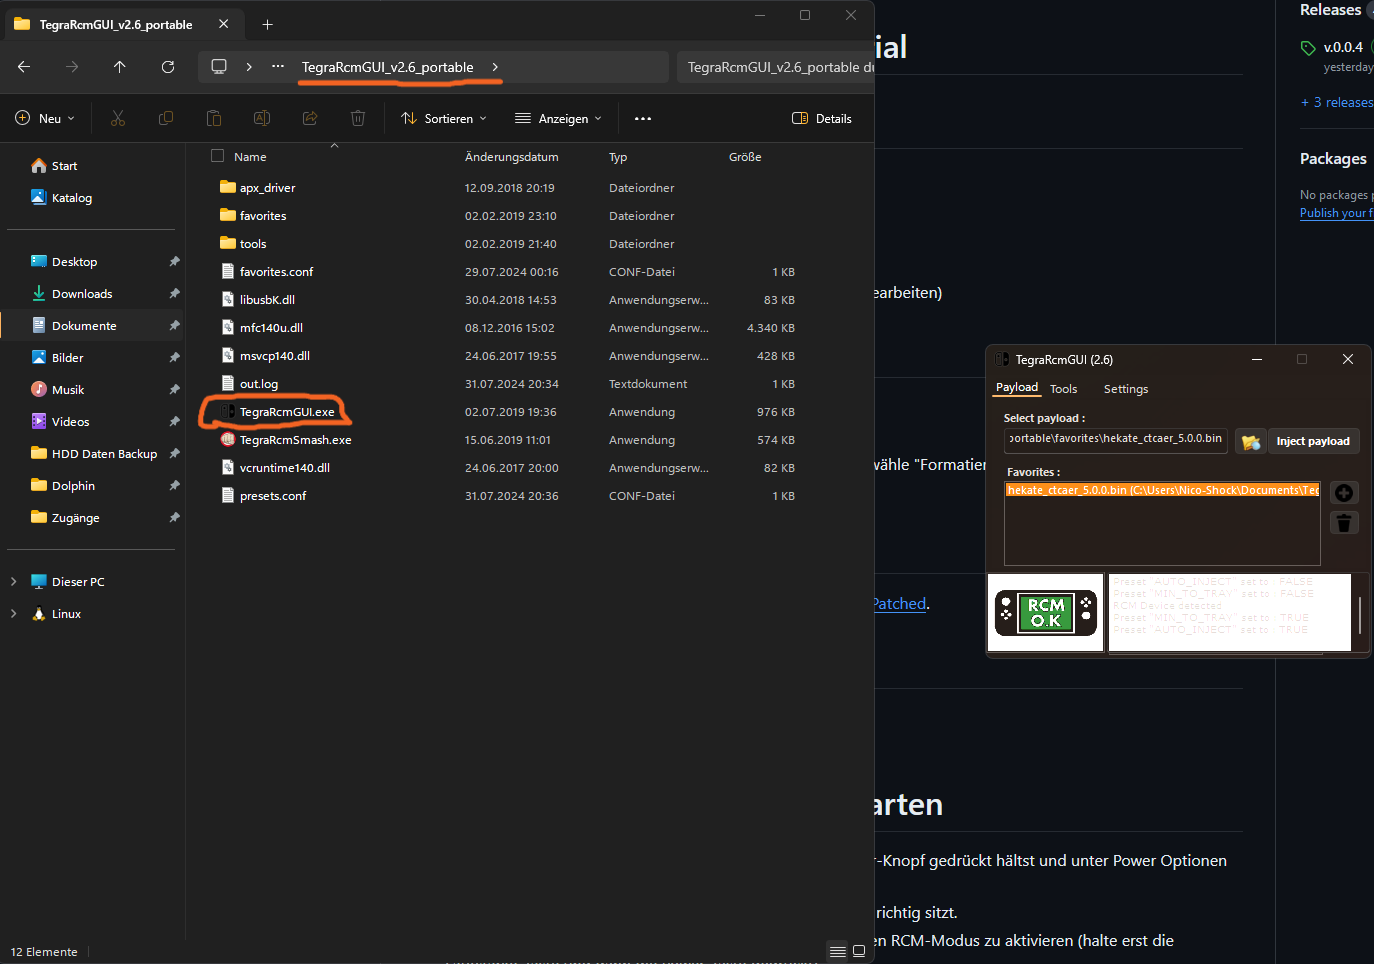 TegraRcmGUI_v2.6_portable
TegraRcmGUI_v2.6_portable
TegraRcmGUI_v2.6_portable du
Neu
Sortieren
Anzeigen
Details
Start
Katalog
Desktop
Downloads
Dokumente
Bilder
Musik
Videos
HDD Daten Backup
Dolphin
Zugänge
Dieser PC
Linux
Name Änderungsdatum Typ Größe
apx_driver 12.09.2018 20:19 Dateiordner
favorites 02.02.2019 23:10 Dateiordner
tools 02.02.2019 21:40 Dateiordner
favorites.conf 29.07.2024 00:16 CONF-Datei 1 KB
libusbK.dll 30.04.2018 14:53 Anwendungserw... 83 KB
mfc140u.dll 08.12.2016 15:02 Anwendungserw... 4.340 KB
msvcp140.dll 24.06.2017 19:55 Anwendungserw... 428 KB
out.log 31.07.2024 20:34 Textdokument 1 KB
TegraRcmGUI.exe 02.07.2019 19:36 Anwendung 976 KB
TegraRcmSmash.exe 15.06.2019 11:01 Anwendung 574 KB
vcruntime140.dll 24.06.2017 20:00 Anwendungserw... 82 KB
presets.conf 31.07.2024 20:36 CONF-Datei 1 KB
12 Elemente
ial
earbeiten)
wähle "Formatier
Patched.
arten
r-Knopf gedrückt hältst und unter Power Optionen
richtig sitzt.
en RCM-Modus zu aktivieren (halte erst die
Releases
v.0.0.4
yesterday
+ 3 releases
Packages
No packages p
Publish your f
TegraRcmGUI (2.6)
Payload Tools Settings
Select payload :
portable\favorites\hekate_ctcaer_5.0.0.bin
Inject payload
Favorites :
hekate_ctcaer_5.0.0.bin (C:\Users\Nico-Shock\Documents\Teg
RCM
O.K
Preset "AUTO_INJECT" set to : FALSE
Preset "MIN_TO_TRAY" set to : FALSE
RCM Device detected
Preset "MIN_TO_TRAY" set to : TRUE
Preset "AUTO_INJECT" set to : TRUE